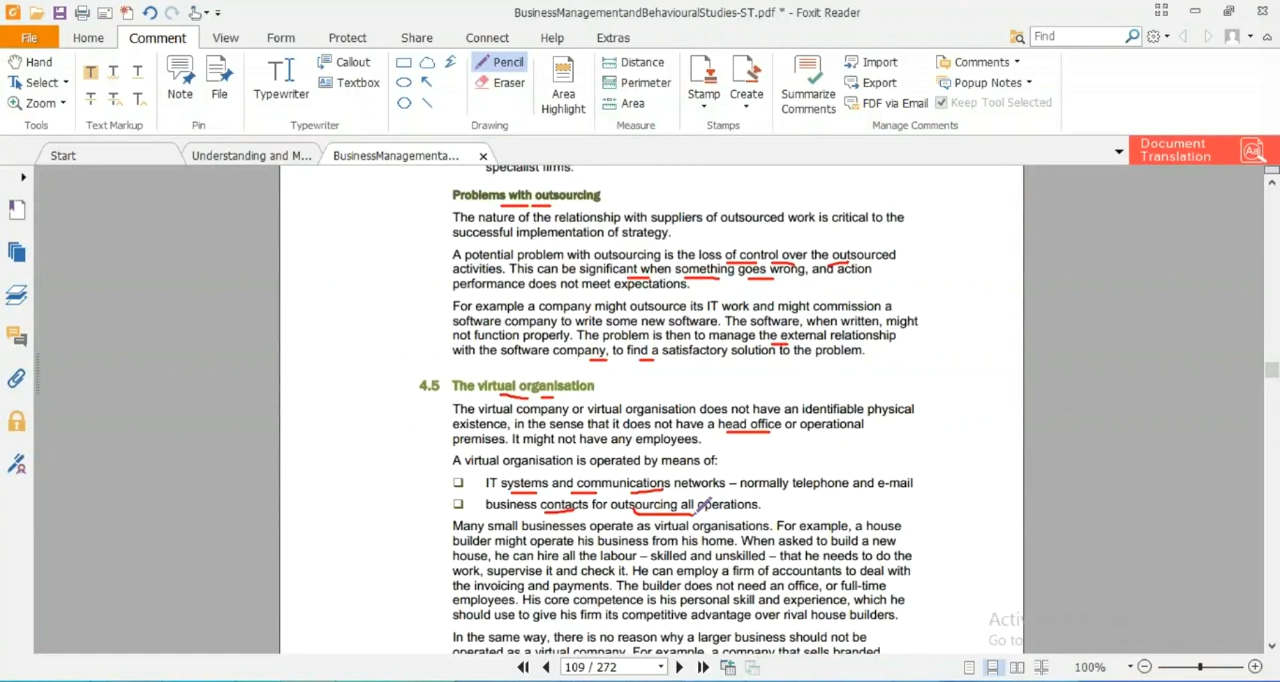 BusinessManagementandBehaviouralStudies-ST.pdf * - Foxit Reader
File Home Comment View Form Protect Share Connect Help Extras Find
Hand
Select
Zoom
Tools
Text Markup
Note File
Pin
Typewriter
Callout
Textbox
Typewriter
Pencil
Eraser
Drawing
Area Highlight
Distance
Perimeter
Area
Measure
Stamp Create
Stamps
Summarize Comments
Import
Export
FDF via Email
Comments
Popup Notes
Keep Tool Selected
Manage Comments
Start Understanding and M... BusinessManagementa...
Document Translation
specialist firms.
Problems with outsourcing
The nature of the relationship with suppliers of outsourced work is critical to the
successful implementation of strategy.
A potential problem with outsourcing is the loss of control over the outsourced
activities. This can be significant when something goes wrong, and action
performance does not meet expectations.
For example a company might outsource its IT work and might commission a
software company to write some new software. The software, when written, might
not function properly. The problem is then to manage the external relationship
with the software company, to find a satisfactory solution to the problem.
4.5 The virtual organisation
The virtual company or virtual organisation does not have an identifiable physical
existence, in the sense that it does not have a head office or operational
premises. It might not have any employees.
A virtual organisation is operated by means of:
❑ IT systems and communications networks – normally telephone and e-mail
❑ business contacts for outsourcing all operations.
Many small businesses operate as virtual organisations. For example, a house
builder might operate his business from his home. When asked to build a new
house, he can hire all the labour – skilled and unskilled – that he needs to do the
work, supervise it and check it. He can employ a firm of accountants to deal with
the invoicing and payments. The builder does not need an office, or full-time
employees. His core competence is his personal skill and experience, which he
should use to give his firm its competitive advantage over rival house builders.
In the same way, there is no reason why a larger business should not be
operated as a virtual company. For example, a company that sells branded
Go to
109 / 272
100%